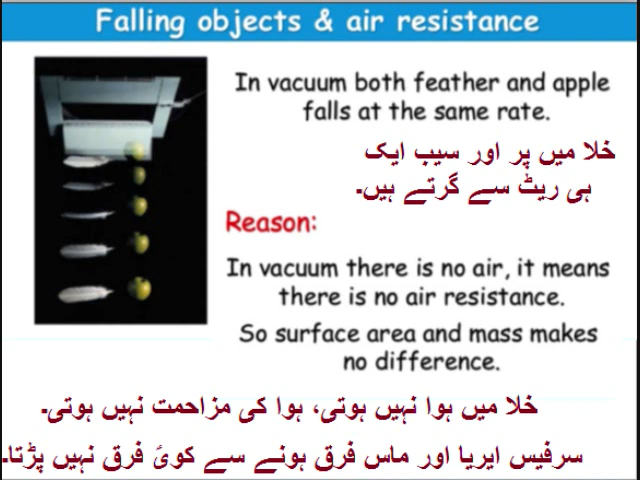 Falling objects & air resistance
In vacuum both feather and apple
falls at the same rate.
خلا میں پر اور سیب ایک
ہی ریٹ سے گرتے ہیں۔
Reason:
In vacuum there is no air, it means
there is no air resistance.
So surface area and mass makes
no difference.
خلا میں ہوا نہیں ہوتی، ہوا کی مزاحمت نہیں ہوتی۔
سرفیس ایریا اور ماس فرق ہونے سے کوئؑ فرق نہیں پڑتا۔